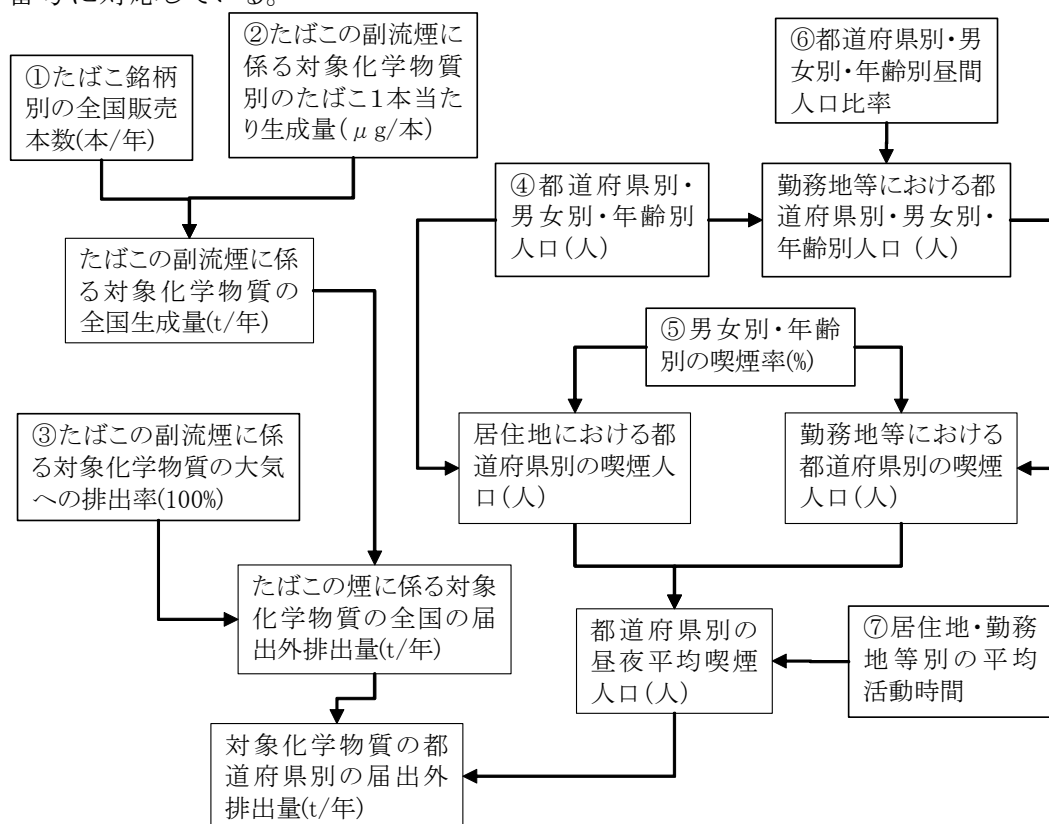 番号に対応している。
①たばこ銘柄
別の全国販売
本数(本/年)
②たばこの副流煙に
係る対象化学物質
別のたばこ1本当た
り生成量(μg/本)
⑥都道府県別・男
女別・年齢別昼間
人口比率
④都道府県別・
男女別・年齢別
人口(人)
勤務地等における都
道府県別・男女別・
年齢別人口 (人)
たばこの副流煙に係
る対象化学物質の
全国生成量(t/年)
⑤男女別・年齢
別の喫煙率(%)
③たばこの副流煙に係
る対象化学物質の大気
への排出率(100%)
居住地における都
道府県別の喫煙人
口(人)
勤務地等における
都道府県別の喫煙
人口(人)
たばこの煙に係る対象
化学物質の全国の届
出外排出量(t/年)
都道府県別の
昼夜平均喫煙
人口(人)
⑦居住地・勤務
地等別の平均
活動時間
対象化学物質の都
道府県別の届出外
排出量(t/年)